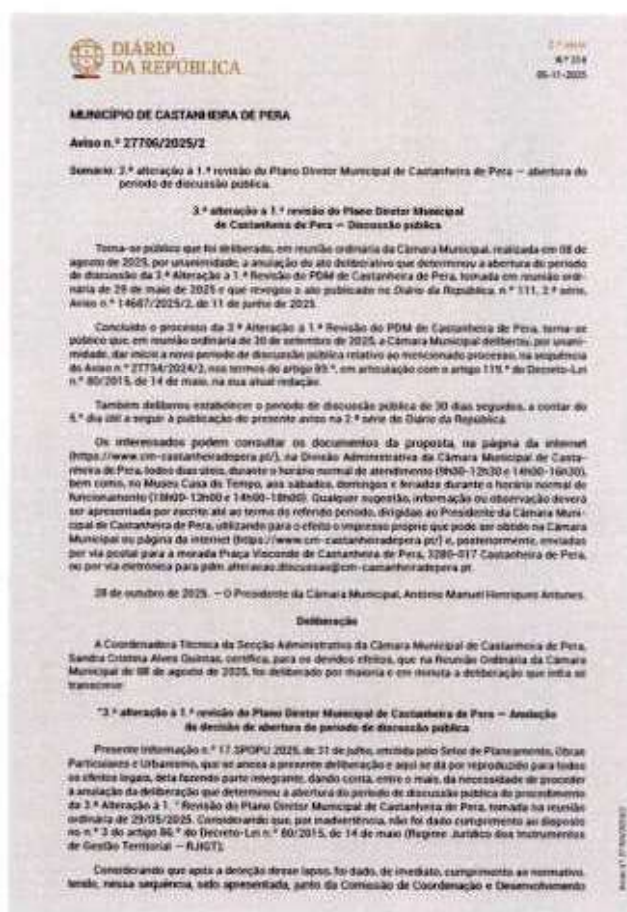 DIÁRIO
DA REPÚBLICA
05-11-2025
MUNICÍPIO DE CASTANHEIRA DE PERA
Aviso n.º 27706/2025/2
Sumário: 3.ª alteração à 1.ª revisão do Plano Diretor Municipal de Castanheira de Pera — abertura do
período de discussão pública.
3.ª alteração à 1.ª revisão do Plano Diretor Municipal
de Castanheira de Pera — Discussão pública
Torna-se público que foi deliberado, em reunião ordinária da Câmara Municipal, realizada em 08 de
agosto de 2025, por unanimidade, a anulação do ato deliberativo que determinou a abertura do período
de discussão da 3.ª Alteração à 1.ª Revisão do PDM de Castanheira de Pera, tomada em reunião ordi-
nária de 29 de maio de 2025 e que revogou o ato publicado no Diário da República, n.º 111, 2.ª série,
Aviso n.º 14687/2025/2, de 11 de junho de 2025.
Concluído o processo da 3.ª Alteração à 1.ª Revisão do PDM de Castanheira de Pera, torna-se
público que, em reunião ordinária de 30 de setembro de 2025, a Câmara Municipal deliberou, por unani-
midade, dar início a novo período de discussão pública relativo ao mencionado processo, na sequência
do Aviso n.º 27794/2024/2, nos termos do artigo 89.º, em articulação com o artigo 119.º do Decreto-Lei
n.º 80/2015, de 14 de maio, na sua atual redação.
Também deliberou estabelecer o período de discussão pública de 30 dias seguidos, a contar do
5.º dia útil a seguir à publicação do presente aviso na 2.ª série do Diário da República.
Os interessados podem consultar os documentos da proposta, na página da internet
(https://www.cm-castanheiradepera.pt/), na Divisão Administrativa da Câmara Municipal de Casta-
nheira de Pera, todos dias úteis, durante o horário normal de atendimento (9h00-12h30 e 14h00-16h30),
bem como, no Museu Casa do Tempo, aos sábados, domingos e feriados durante o horário normal de
funcionamento (10h00-12h00 e 14h00-18h00). Qualquer sugestão, informação ou observação deverá
ser apresentada por escrito até ao termo do referido período, dirigidas ao Presidente da Câmara Muni-
cipal de Castanheira de Pera, utilizando para o efeito o impresso próprio que pode ser obtido na Câmara
Municipal ou página da internet (https://www.cm-castanheiradepera.pt/) e, posteriormente, enviados
por via postal para a morada Praça Visconde de Castanheira de Pera, 3280-017 Castanheira de Pera,
ou por via eletrónica para pdm.alteracao.discussao@cm-castanheiradepera.pt.
28 de outubro de 2025. — O Presidente da Câmara Municipal, António Manuel Henriques Antunes.
Deliberação
A Coordenadora Técnica da Secção Administrativa da Câmara Municipal de Castanheira de Pera,
Sandra Cristina Alves Quintas, certifica, para os devidos efeitos, que na Reunião Ordinária da Câmara
Municipal de 08 de agosto de 2025, foi deliberado por maioria e em minuta a deliberação que infra se
transcreve:
"3.ª alteração à 1.ª revisão do Plano Diretor Municipal de Castanheira de Pera — Anulação
da decisão de abertura do período de discussão pública
Presente Informação n.º 17.SPOPU 2025, de 31 de julho, emitida pelo Setor de Planeamento, Obras
Particulares e Urbanismo, que se anexa a presente deliberação e aqui se dá por reproduzido para todos
os efeitos legais, dela fazendo parte integrante, dando conta, entre o mais, da necessidade de proceder
à anulação da deliberação que determinou a abertura do período de discussão pública do procedimento
da 3.ª Alteração à 1. ª Revisão do Plano Diretor Municipal de Castanheira de Pera, tomada na reunião
ordinária de 29/05/2025. Considerando que, por inadvertência, não foi dado cumprimento ao disposto
no n.º 3 do artigo 86.º do Decreto-Lei n.º 80/2015, de 14 de maio (Regime Jurídico dos Instrumentos
de Gestão Territorial — RJIGT);
Considerando que após a deteção desse lapso, foi dado, de imediato, cumprimento ao normativo,
tendo, nessa sequência, sido apresentada, junto da Comissão de Coordenação e Desenvolvimento